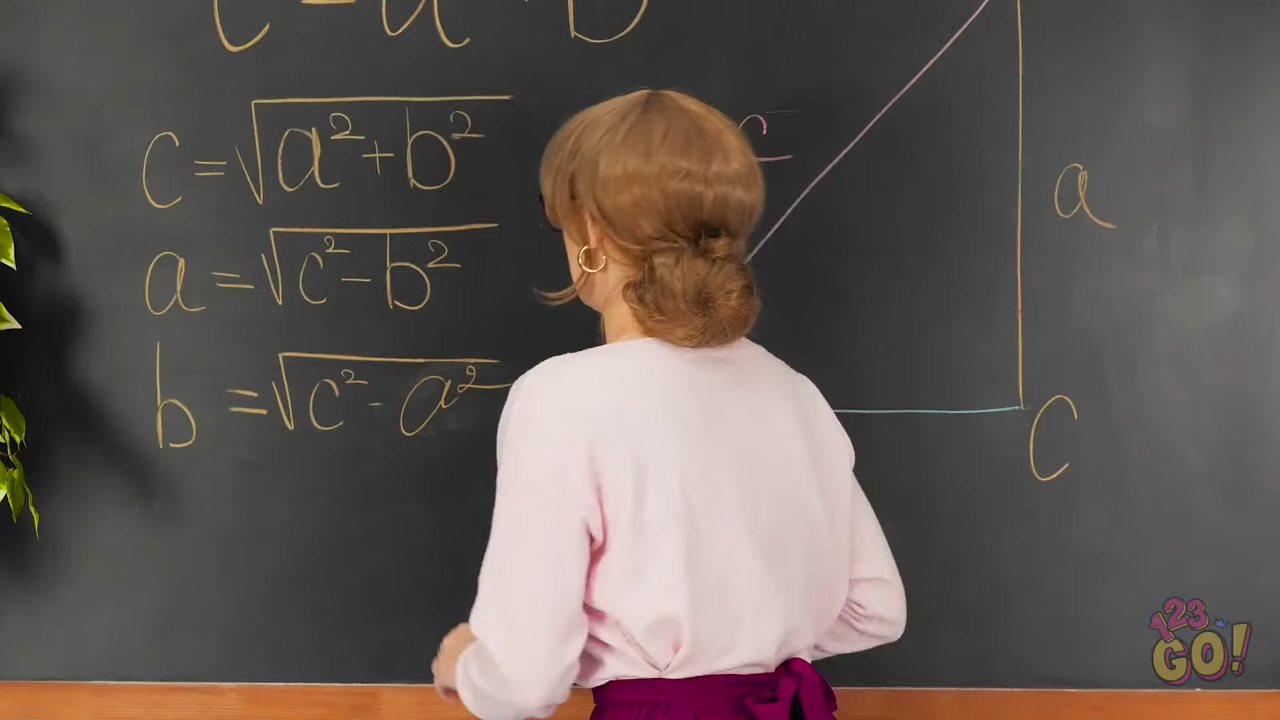 c = √a²+b²
a = √c²-b²
b = √c²-a²
a
C
123 GO!